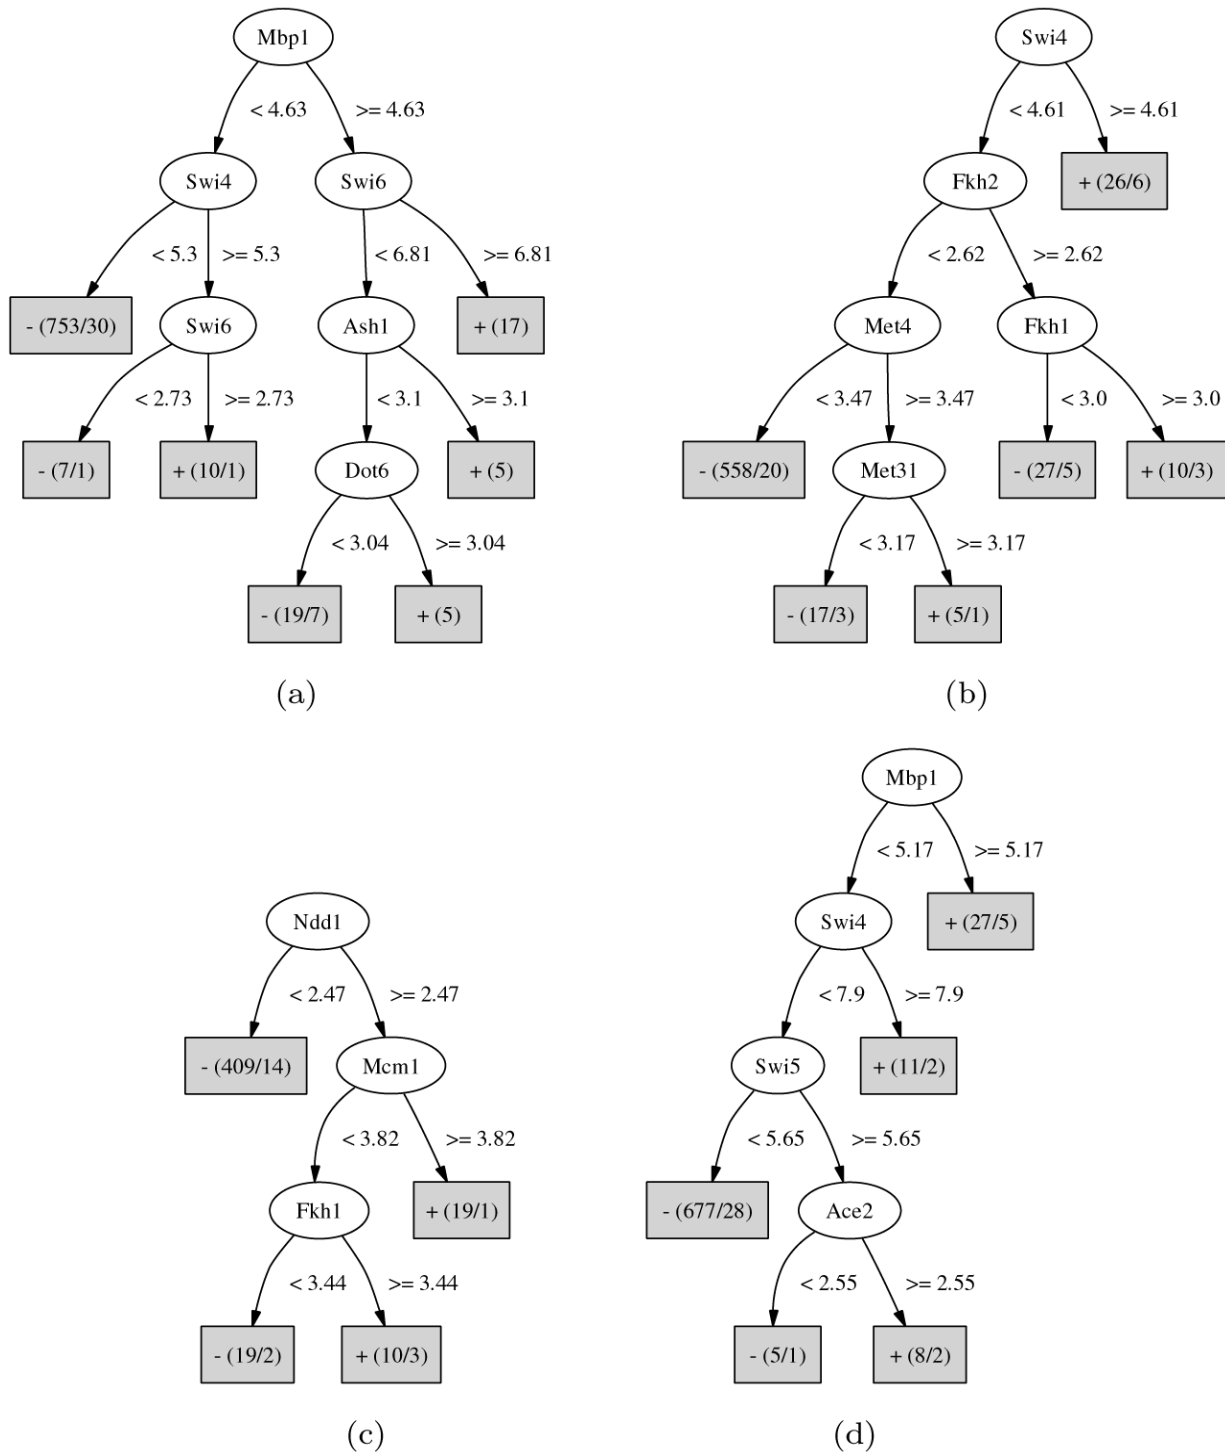 Mbp1
< 4.63
>= 4.63
Swi4
Swi6
< 5.3
>= 5.3
< 6.81
>= 6.81
- (753/30)
Swi6
Ash1
+ (17)
< 2.73
>= 2.73
< 3.1
>= 3.1
- (7/1)
+ (10/1)
Dot6
+ (5)
< 3.04
>= 3.04
- (19/7)
+ (5)
(a)
Swi4
< 4.61
>= 4.61
Fkh2
+ (26/6)
< 2.62
>= 2.62
Met4
Fkh1
< 3.47
>= 3.47
< 3.0
>= 3.0
- (558/20)
Met31
- (27/5)
+ (10/3)
< 3.17
>= 3.17
- (17/3)
+ (5/1)
(b)
Ndd1
< 2.47
>= 2.47
- (409/14)
Mcm1
< 3.82
>= 3.82
Fkh1
+ (19/1)
< 3.44
>= 3.44
- (19/2)
+ (10/3)
(c)
Mbp1
< 5.17
>= 5.17
Swi4
+ (27/5)
< 7.9
>= 7.9
Swi5
+ (11/2)
< 5.65
>= 5.65
- (677/28)
Ace2
< 2.55
>= 2.55
- (5/1)
+ (8/2)
(d)